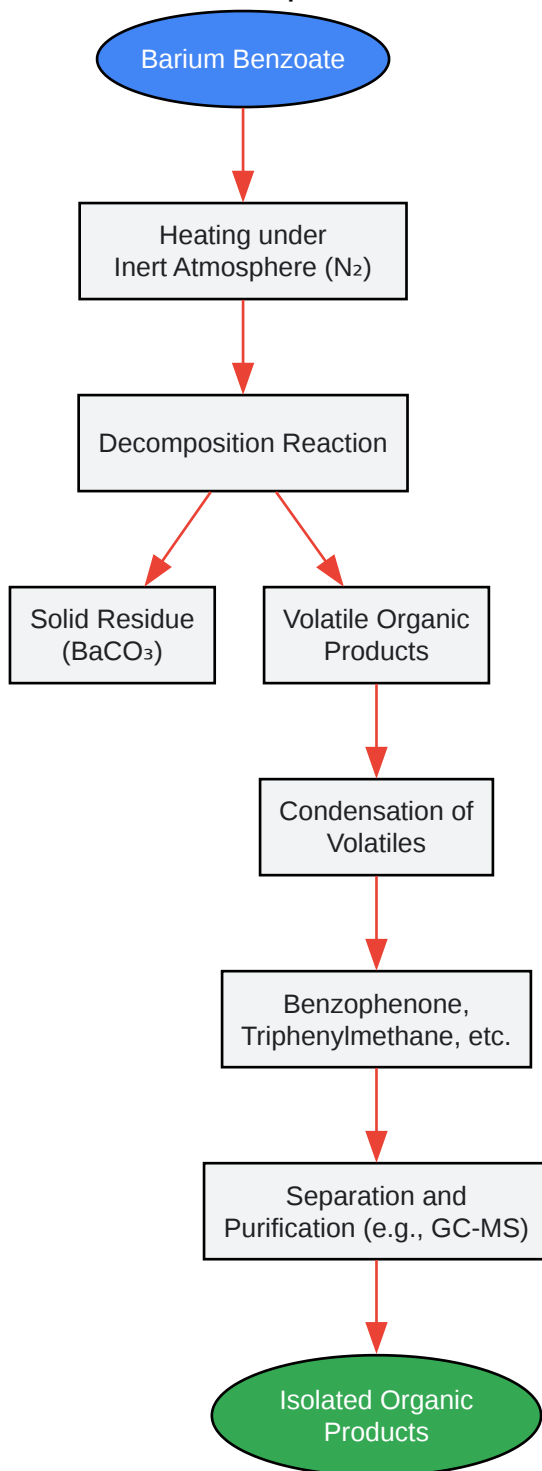 Barium Benzoate
Heating under
Inert Atmosphere (N₂)
Decomposition Reaction
Solid Residue
(BaCO₃)
Volatile Organic
Products
Condensation of
Volatiles
Benzophenone,
Triphenylmethane, etc.
Separation and
Purification (e.g., GC-MS)
Isolated Organic
Products